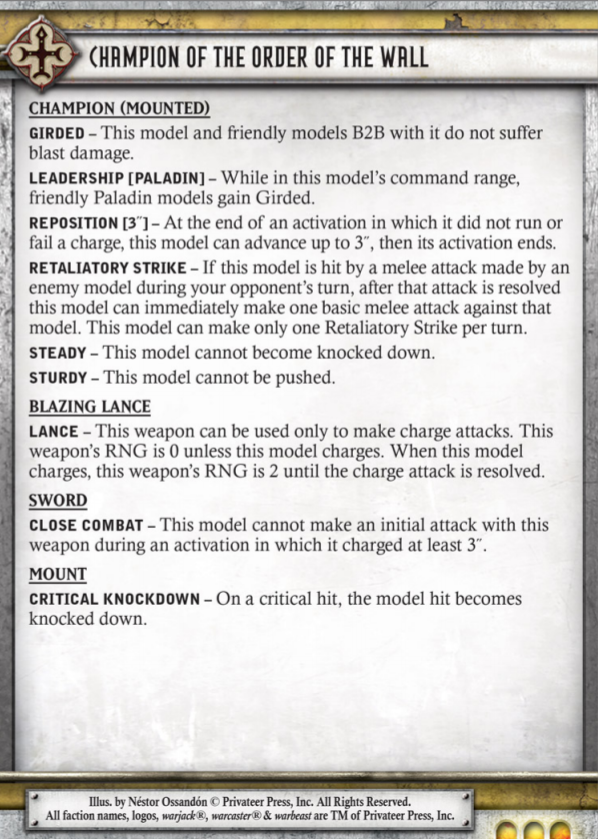 CHAMPION OF THE ORDER OF THE WALL
CHAMPION (MOUNTED)
GIRDED – This model and friendly models B2B with it do not suffer
blast damage.
LEADERSHIP [PALADIN] – While in this model's command range,
friendly Paladin models gain Girded.
REPOSITION [3˝] – At the end of an activation in which it did not run or
fail a charge, this model can advance up to 3˝, then its activation ends.
RETALIATORY STRIKE – If this model is hit by a melee attack made by an
enemy model during your opponent's turn, after that attack is resolved
this model can immediately make one basic melee attack against that
model. This model can make only one Retaliatory Strike per turn.
STEADY – This model cannot become knocked down.
STURDY – This model cannot be pushed.
BLAZING LANCE
LANCE – This weapon can be used only to make charge attacks. This
weapon's RNG is 0 unless this model charges. When this model
charges, this weapon's RNG is 2 until the charge attack is resolved.
SWORD
CLOSE COMBAT – This model cannot make an initial attack with this
weapon during an activation in which it charged at least 3˝.
MOUNT
CRITICAL KNOCKDOWN – On a critical hit, the model hit becomes
knocked down.
Illus. by Néstor Ossandón © Privateer Press, Inc. All Rights Reserved.
All faction names, logos, warjack®, warcaster® & warbeast are TM of Privateer Press, Inc.